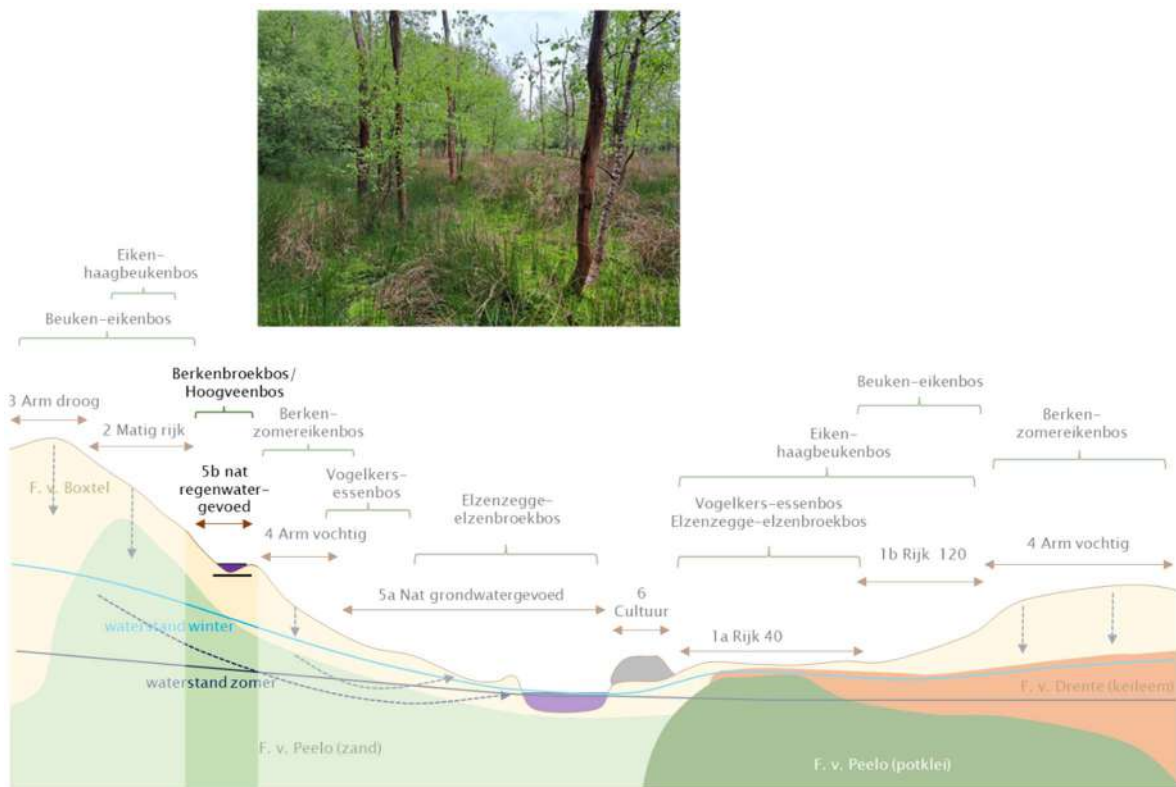 Eiken-
haagbeukenbos
Beuken-eikenbos
Berkenbroekbos/
Hoogveenbos
3 Arm droog
2 Matig rijk
Berken-
zomereikenbos
5b nat
regenwater-
gevoed
Vogelkers-
essenbos
4 Arm vochtig
Elzenzegge-
elzenbroekbos
5a Nat grondwatergevoed
6
Cultuur
Beuken-eikenbos
Eiken-
haagbeukenbos
Vogelkers-essenbos
Elzenzegge-elzenbroekbos
Berken-
zomereikenbos
1b Rijk 120
4 Arm vochtig
1a Rijk 40
F. v. Boxtel
waterstand winter
waterstand zomer
F. v. Peelo (zand)
F. v. Drente (keileem)
F. v. Peelo (potklei)